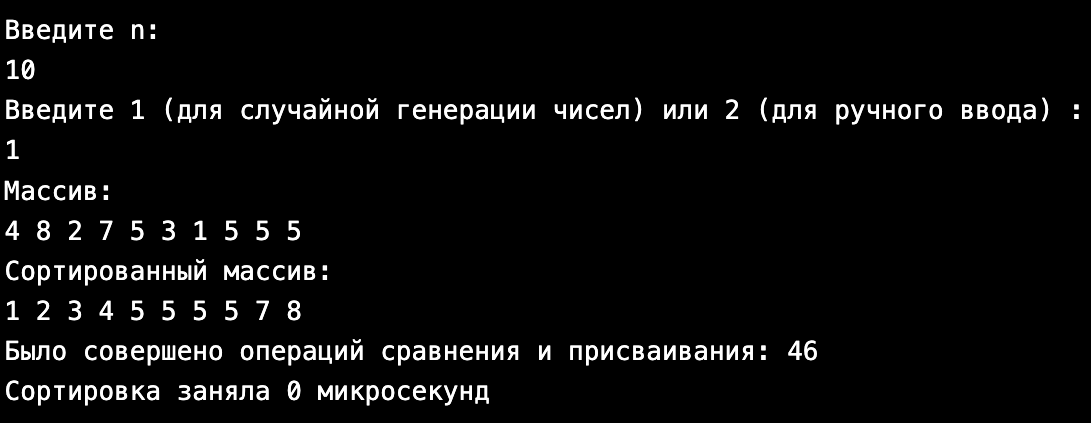 Введите n:
10
Введите 1 (для случайной генерации чисел) или 2 (для ручного ввода) :
1
Массив:
4 8 2 7 5 3 1 5 5 5
Сортированный массив:
1 2 3 4 5 5 5 5 7 8
Было совершено операций сравнения и присваивания: 46
Сортировка заняла 0 микросекунд